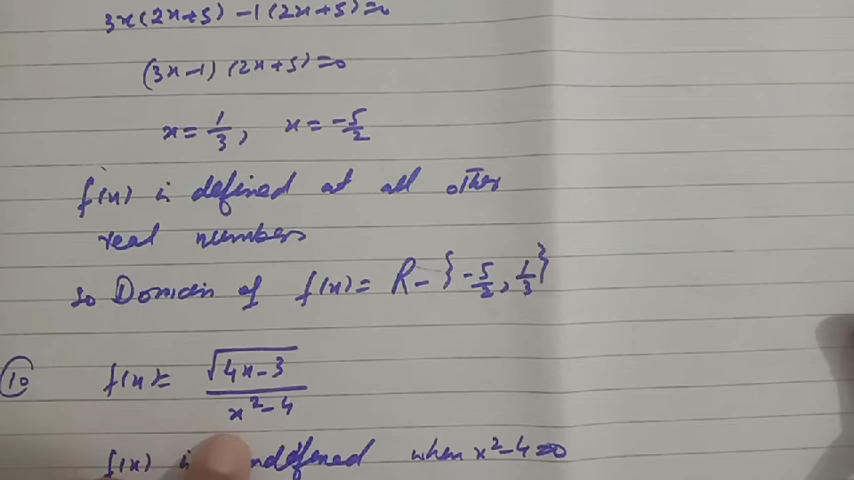 3x(2x+5) -1(2x+5)=0
(3x-1) (2x+5)=0
x = 1/3, x = -5/2
f(x) is defined at all other
real numbers
so Domain of f(x) = R - { -5/2, 1/3 }
(10) f(x) = √(4x-3) / (x²-4)
f(x) undefined when x²-4=0